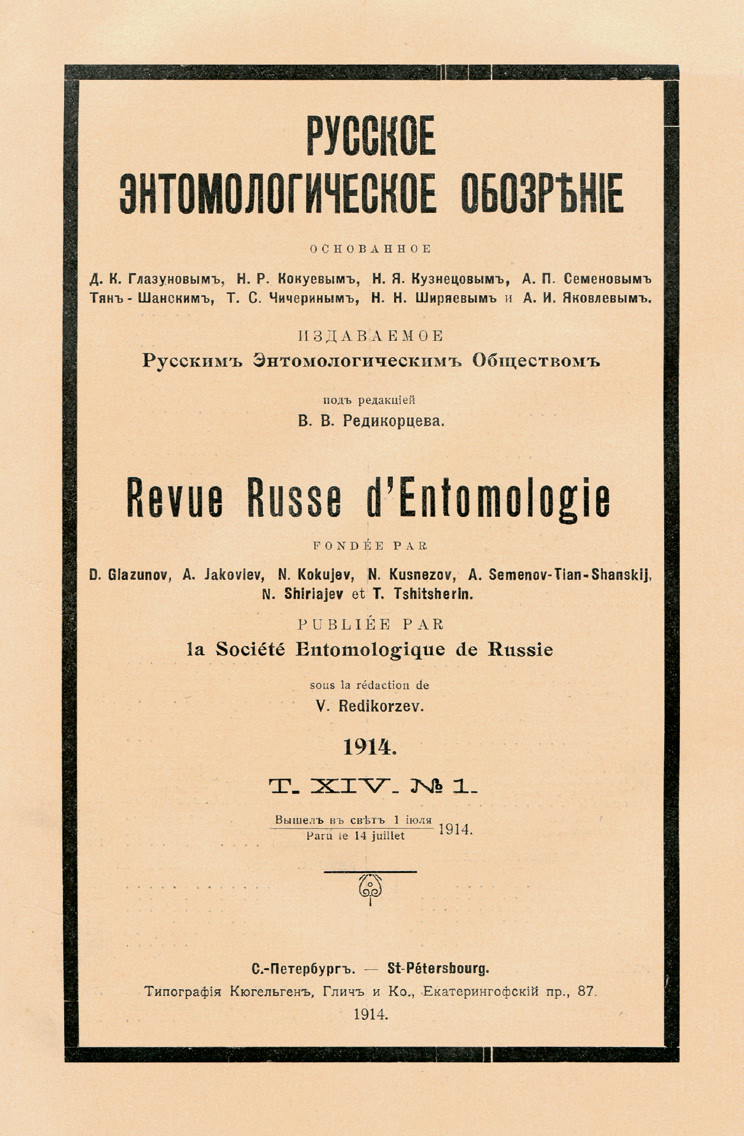 РУССКОЕ
ЭНТОМОЛОГИЧЕСКОЕ ОБОЗРѢНІЕ
ОСНОВАННОЕ
Д. К. Глазуновымъ, Н. Р. Кокуевымъ, Н. Я. Кузнецовымъ, А. П. Семеновымъ
Тянъ-Шанскимъ, Т. С. Чичеринымъ, Н. Н. Ширяевымъ и А. И. Яковлевымъ.
ИЗДАВАЕМОЕ
Русскимъ Энтомологическимъ Обществомъ
подъ редакціей
В. В. Редикорцева.
Revue Russe d'Entomologie
FONDÉE PAR
D. Glazunov, A. Jakovlev, N. Kokujev, N. Kusnezov, A. Semenov-Tian-Shanskij,
N. Shiriajev et T. Tshitsherin.
PUBLIÉE PAR
la Société Entomologique de Russie
sous la rédaction de
V. Redikorzev.
1914.
T. XIV. № 1.
Вышелъ въ свѣтъ 1 іюля
Paru le 14 juillet 1914.
С.-Петербургъ. — St-Pétersbourg.
Типографія Кюгельгенъ, Гличъ и Ко., Екатерингофскій пр., 87.
1914.